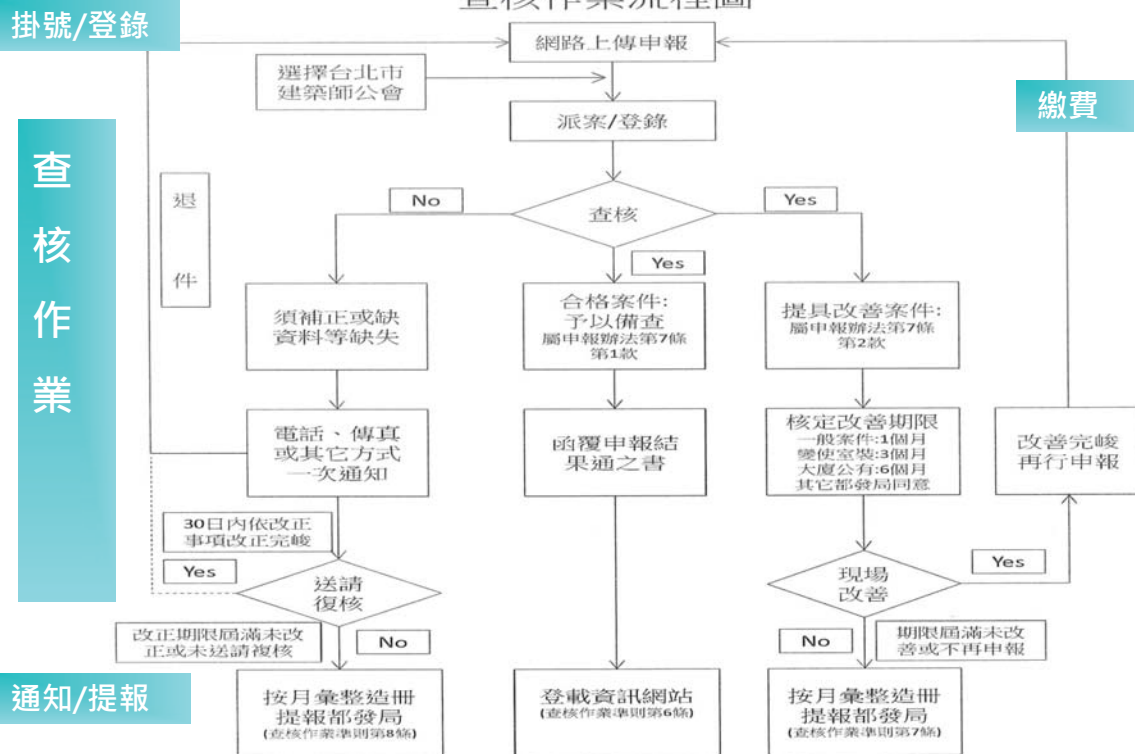 查核作業流程圖
掛號/登錄
網路上傳申報
選擇台北市
建築師公會
繳費
派案/登錄
查核作業
退件
No
查核
Yes
Yes
須補正或缺
資料等缺失
合格案件:
予以備查
屬申報辦法第7條
第1款
提具改善案件:
屬申報辦法第7條
第2款
電話、傳真
或其它方式
一次通知
函覆申報結
果通之書
核定改善期限
一般案件:1個月
變使室裝:3個月
大廈公有:6個月
其它都發局同意
改善完峻
再行申報
30日內依改正
事項改正完峻
Yes
送請
復核
現場
改善
Yes
改正期限屆滿未改
正或未送請複核
No
No
期限屆滿未改
善或不再申報
通知/提報
按月彙整造冊
提報都發局
(查核作業準則第8條)
登載資訊網站
(查核作業準則第6條)
按月彙整造冊
提報都發局
(查核作業準則第7條)